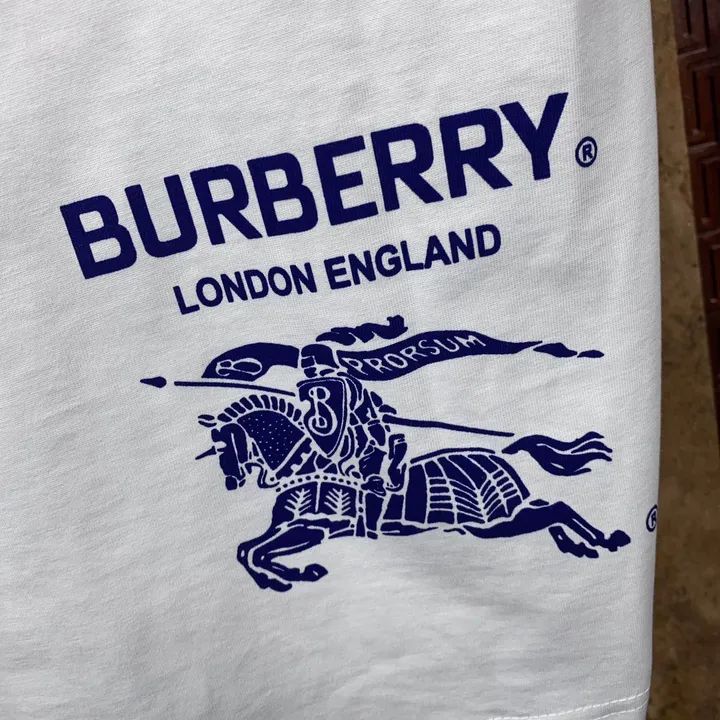 BURBERRY®
LONDON ENGLAND
PRORSUM
B
®